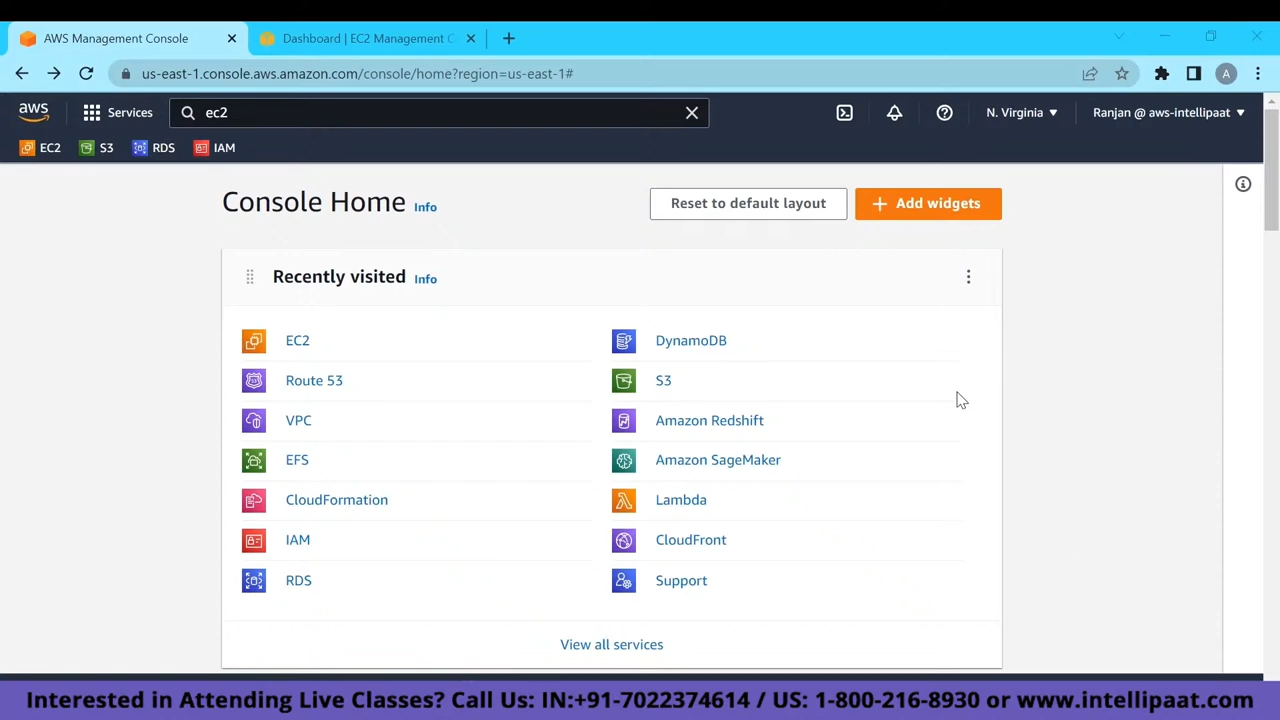 AWS Management Console
Dashboard | EC2 Management C
us-east-1.console.aws.amazon.com/console/home?region=us-east-1#
A
aws
Services
ec2
N. Virginia
Ranjan @ aws-intellipaat
EC2
S3
RDS
IAM
Console Home
Info
Reset to default layout
+ Add widgets
Recently visited
Info
EC2
DynamoDB
Route 53
S3
VPC
Amazon Redshift
EFS
Amazon SageMaker
CloudFormation
Lambda
IAM
CloudFront
RDS
Support
View all services
Interested in Attending Live Classes? Call Us: IN:+91-7022374614 / US: 1-800-216-8930 or www.intellipaat.com